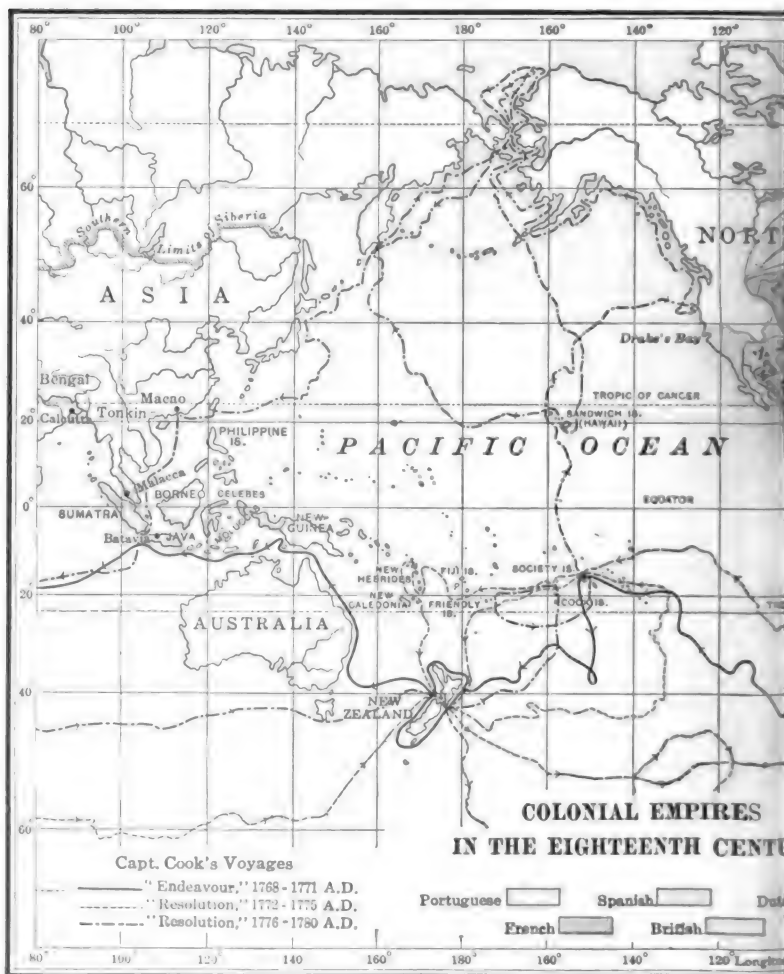 80° 100° 120° 140° 160° 180° 160° 140° 120°
60°
Southern Limits of Siberia
NORT
ASIA
40°
Drake's Bay
Bengal
Macao
TROPIC OF CANCER
Calcutta
Tonkin
20°
SANDWICH IS.
(HAWAII)
PHILIPPINE
IS.
PACIFIC OCEAN
Malacca
BORNEO
CELEBES
0°
EQUATOR
SUMATRA
MOLUCCAS
NEW
GUINEA
Batavia
JAVA
NEW
HEBRIDES
FIJI IS.
SOCIETY IS.
20°
NEW
CALEDONIA
FRIENDLY
IS.
COOK IS.
AUSTRALIA
40°
NEW
ZEALAND
COLONIAL EMPIRES
60°
IN THE EIGHTEENTH CENTU
Capt. Cook's Voyages
"Endeavour," 1768-1771 A.D.
"Resolution," 1772-1775 A.D.
"Resolution," 1776-1780 A.D.
Portuguese Spanish
French British
80° 100° 120° 140° 160° 180° 160° 140° 120°